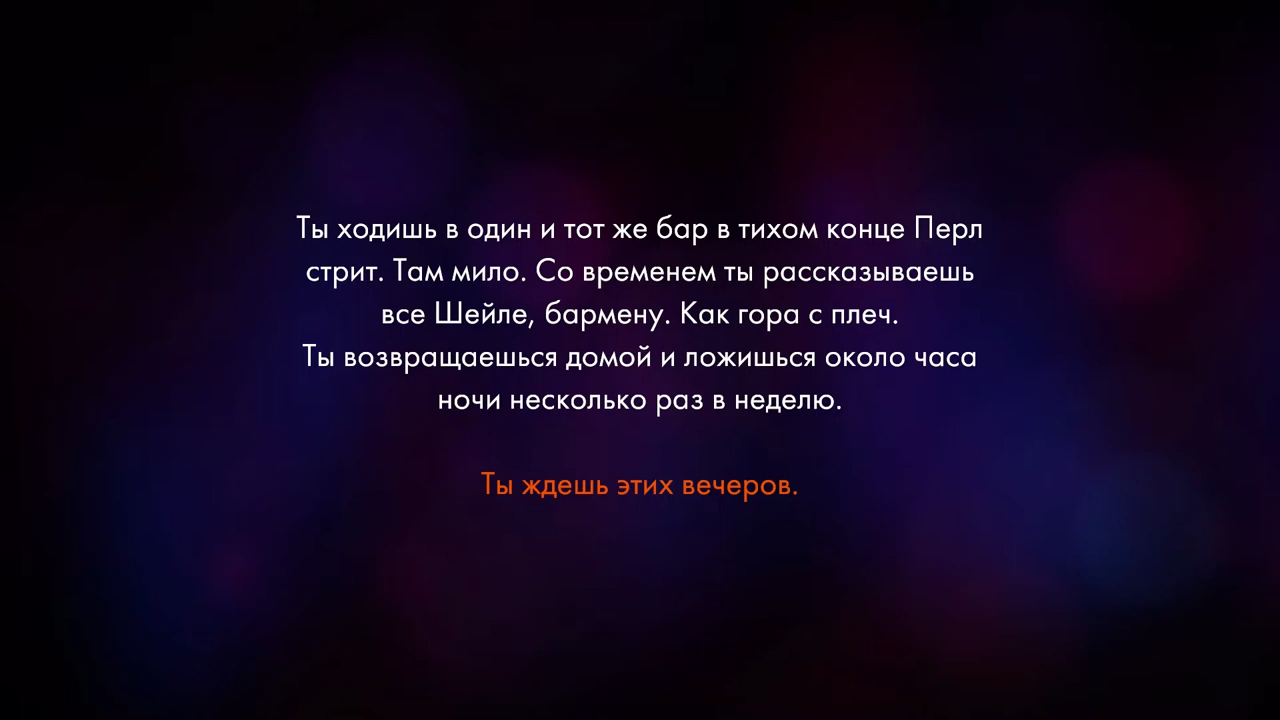 Ты ходишь в один и тот же бар в тихом конце Перл
стрит. Там мило. Со временем ты рассказываешь
все Шейле, бармену. Как гора с плеч.
Ты возвращаешься домой и ложишься около часа
ночи несколько раз в неделю.
Ты ждешь этих вечеров.